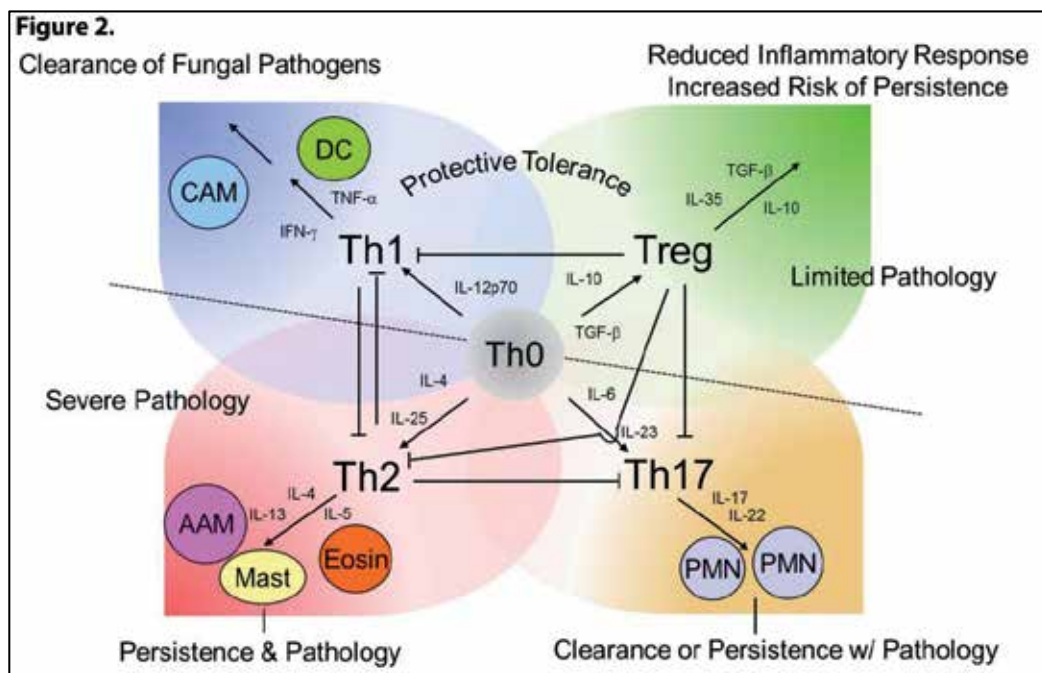 Figure 2.
Clearance of Fungal Pathogens
Reduced Inflammatory Response
Increased Risk of Persistence
DC
CAM
Protective Tolerance
TNF-α
IFN-γ
TGF-β
IL-35
IL-10
Th1
Treg
IL-12p70
IL-10
Limited Pathology
TGF-β
Th0
Severe Pathology
IL-4
IL-6
IL-25
IL-23
Th2
Th17
IL-4
IL-13
IL-5
IL-17
IL-22
AAM
Mast
Eosin
PMN
PMN
Persistence & Pathology
Clearance or Persistence w/ Pathology